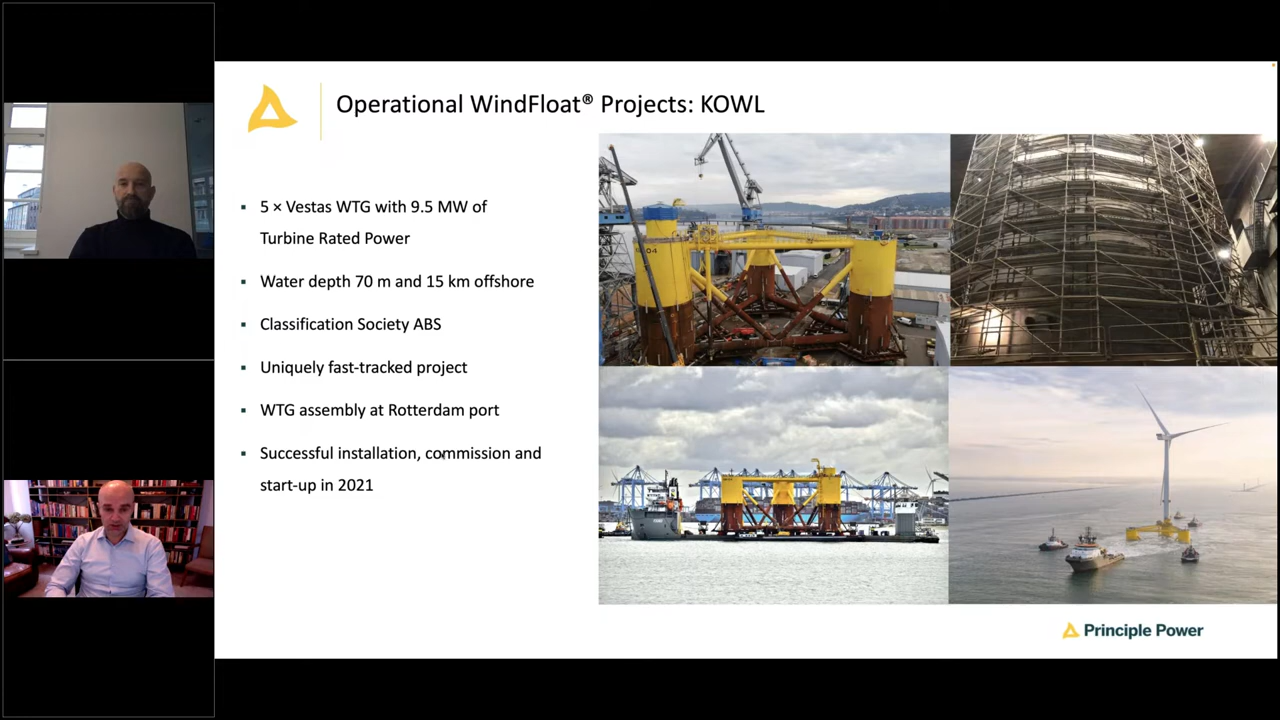 Operational WindFloat® Projects: KOWL
▪ 5 × Vestas WTG with 9.5 MW of
Turbine Rated Power
▪ Water depth 70 m and 15 km offshore
▪ Classification Society ABS
▪ Uniquely fast-tracked project
▪ WTG assembly at Rotterdam port
▪ Successful installation, commission and
start-up in 2021
Principle Power